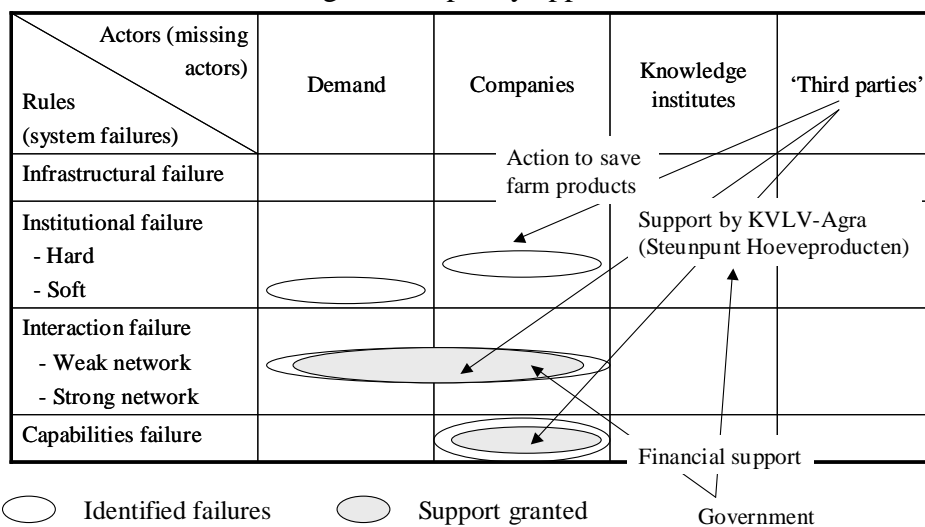 Actors (missing
actors)
Rules
(system failures)
Demand
Companies
Knowledge
institutes
‘Third parties’
Infrastructural failure
Action to save
farm products
Institutional failure
- Hard
- Soft
Support by KVLV-Agra
(Steunpunt Hoeveproducten)
Interaction failure
- Weak network
- Strong network
Capabilities failure
Financial support
Identified failures
Support granted
Government